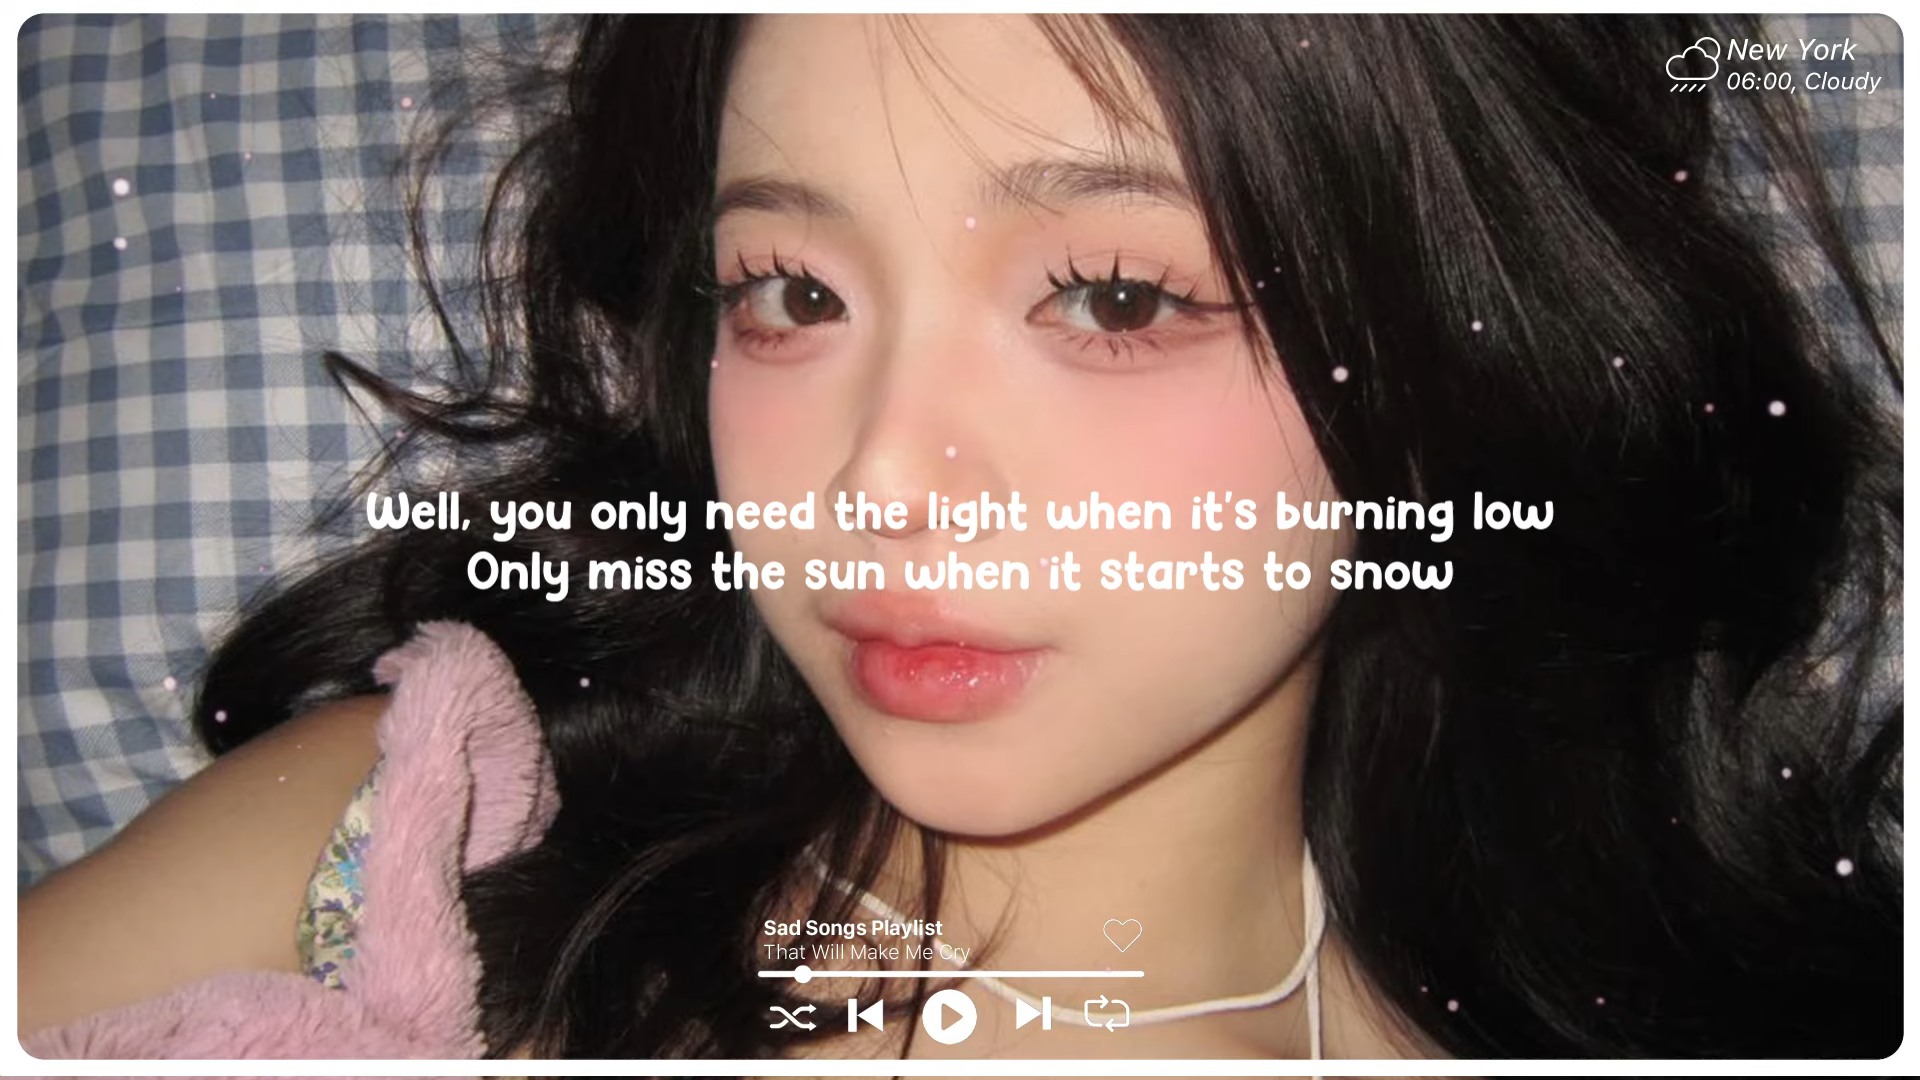 New York
06:00, Cloudy
Well, you only need the light when it's burning low
Only miss the sun when it starts to snow
Sad Songs Playlist
That Will Make Me Cry